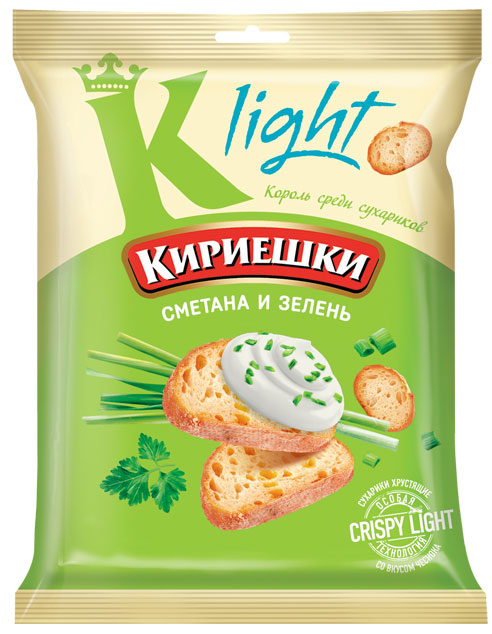 К
light
Король среди сухариков
КИРИЕШКИ
СМЕТАНА И ЗЕЛЕНЬ
СУХАРИКИ ХРУСТЯЩИЕ
ОСОБАЯ
CRISPY LIGHT
ТЕХНОЛОГИЯ
СО ВКУСОМ ЧЕСНОКА